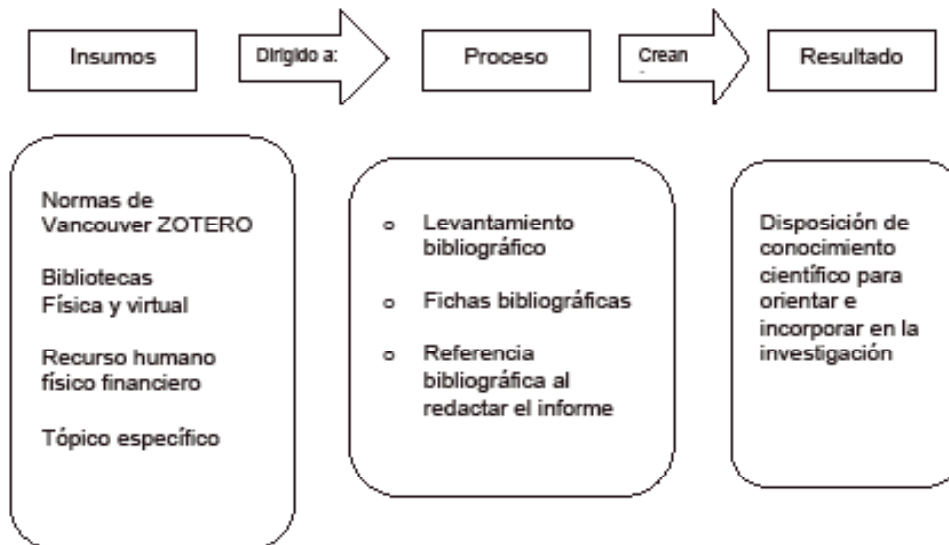 Insumos
Dirigido a:
Proceso
Crean
Resultado
Normas de
Vancouver ZOTERO
Bibliotecas
Física y virtual
Recurso humano
físico financiero
Tópico específico
o Levantamiento
bibliográfico
o Fichas bibliográficas
o Referencia
bibliográfica al
redactar el informe
Disposición de
conocimiento
científico para
orientar e
incorporar en la
investigación